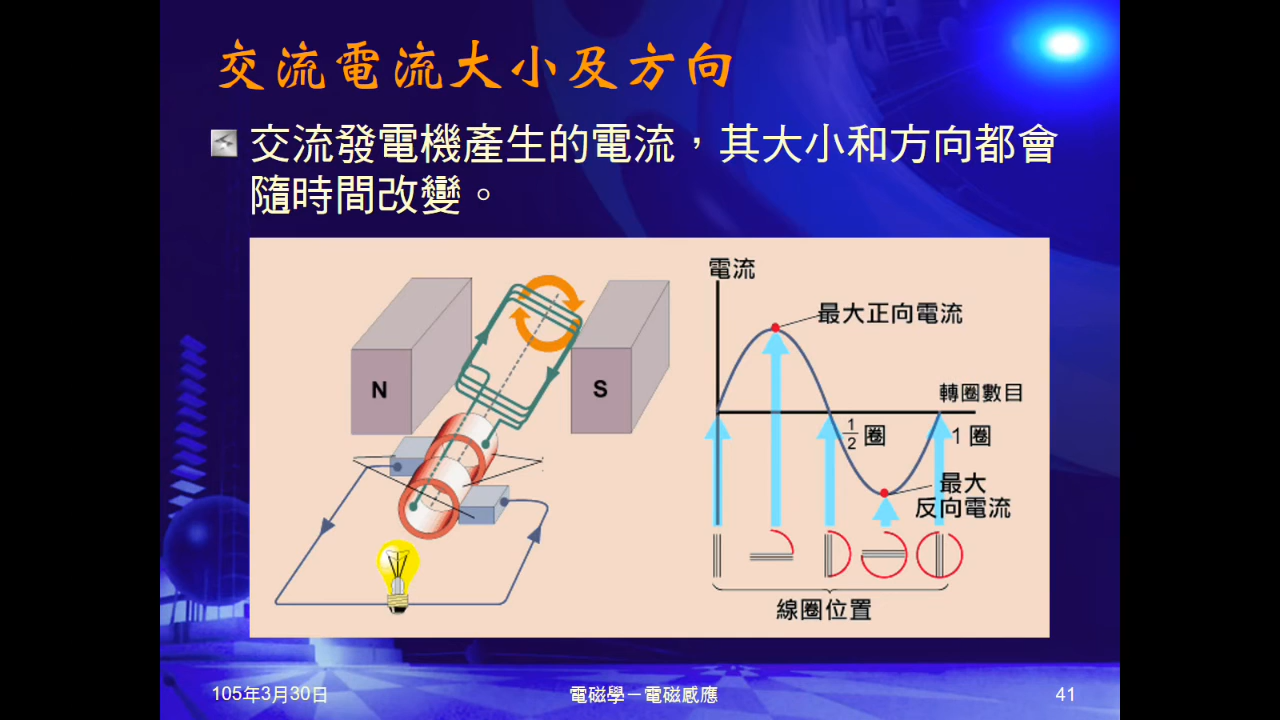 交流電流大小及方向
交流發電機產生的電流，其大小和方向都會
隨時間改變。
N
S
電流
最大正向電流
轉圈數目
1/2 圈
1 圈
最大
反向電流
線圈位置
105年3月30日
電磁學－電磁感應
41